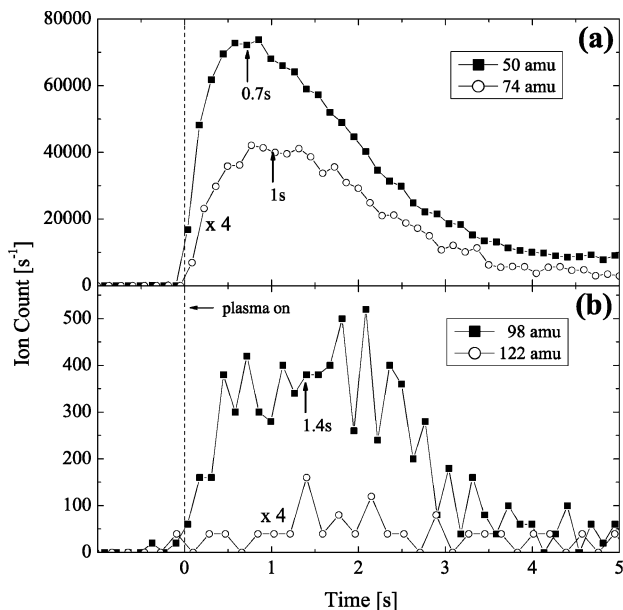 80000
60000
40000
20000
0
(a)
50 amu
74 amu
0.7s
1s
x 4
Ion Count [s⁻¹]
500
400
300
200
100
0
plasma on
(b)
98 amu
122 amu
1.4s
x 4
0 1 2 3 4 5
Time [s]